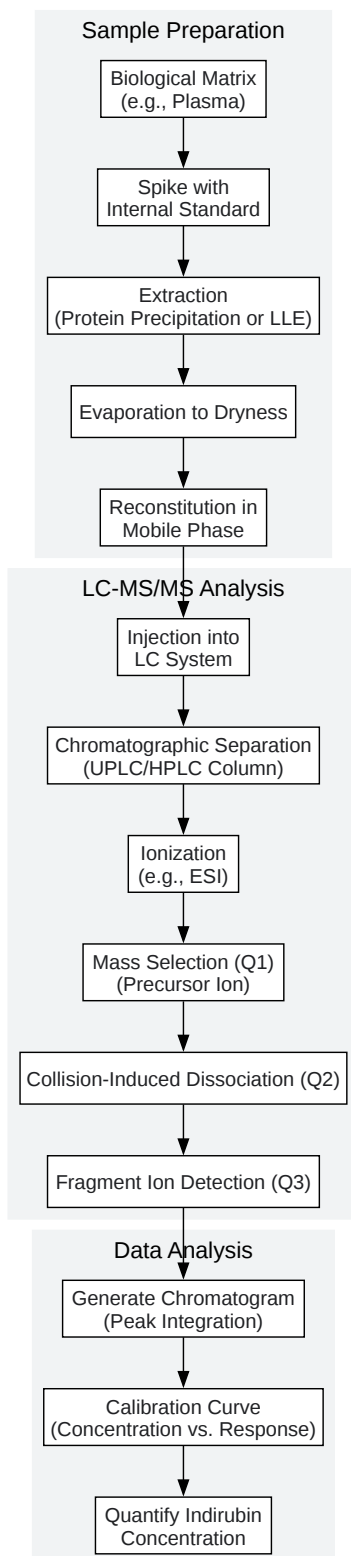 Sample Preparation
Biological Matrix
(e.g., Plasma)
Spike with
Internal Standard
Extraction
(Protein Precipitation or LLE)
Evaporation to Dryness
Reconstitution in
Mobile Phase
LC-MS/MS Analysis
Injection into
LC System
Chromatographic Separation
(UPLC/HPLC Column)
Ionization
(e.g., ESI)
Mass Selection (Q1)
(Precursor Ion)
Collision-Induced Dissociation (Q2)
Fragment Ion Detection (Q3)
Data Analysis
Generate Chromatogram
(Peak Integration)
Calibration Curve
(Concentration vs. Response)
Quantify Indirubin
Concentration